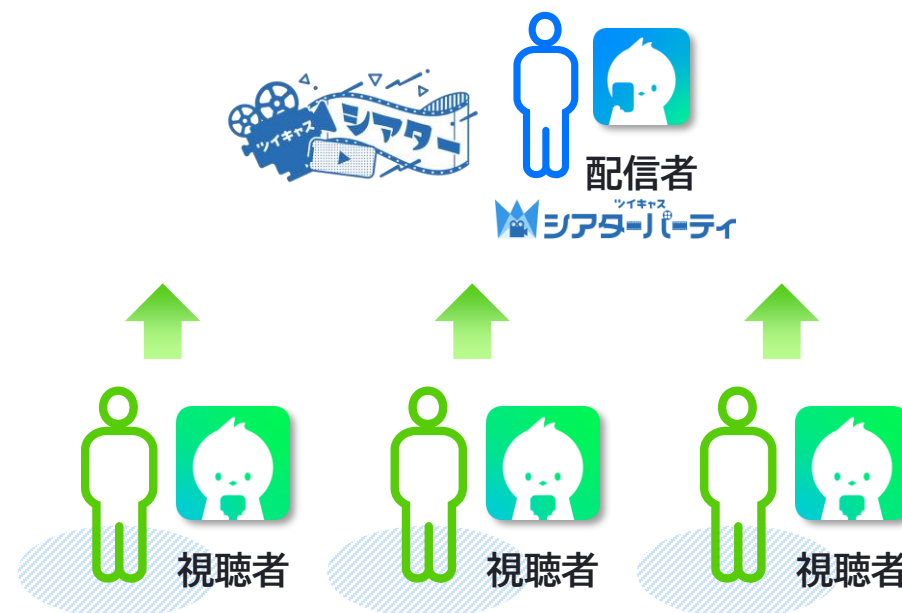 ツイキャス
シアター
配信者
ツイキャス
シアターパーティ
視聴者
視聴者
視聴者